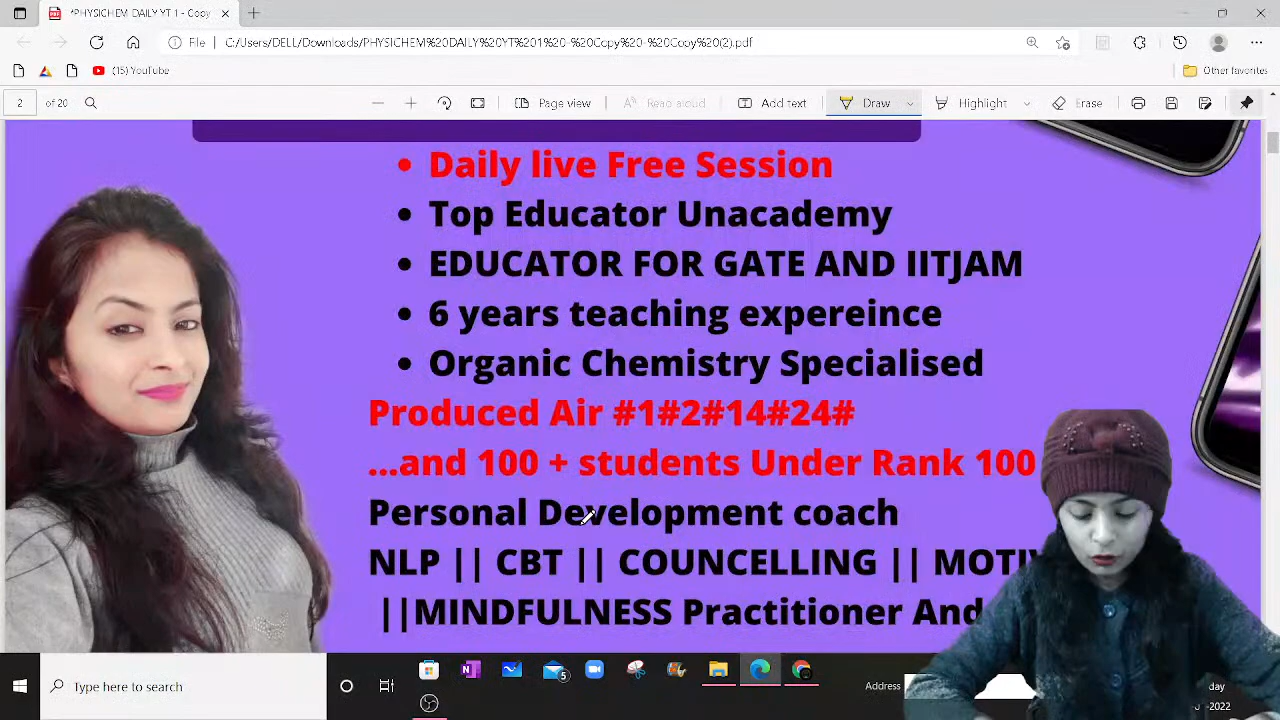 *PHYSICHEM DAILY YT 1 - Copy
File C:/Users/DELL/Downloads/PHYSICHEM%20DAILY%20YT%201%20-%20Copy%20-%20Copy%20(2).pdf
(15) YouTube
Other favorites
2 of 20 Page view Read aloud Add text Draw Highlight Erase
Daily live Free Session
Top Educator Unacademy
EDUCATOR FOR GATE AND IITJAM
6 years teaching expereince
Organic Chemistry Specialised
Produced Air #1#2#14#24#
...and 100 + students Under Rank 100
Personal Development coach
NLP || CBT || COUNCELLING ||
||MINDFULNESS Practitioner And
Type here to search
5
Address